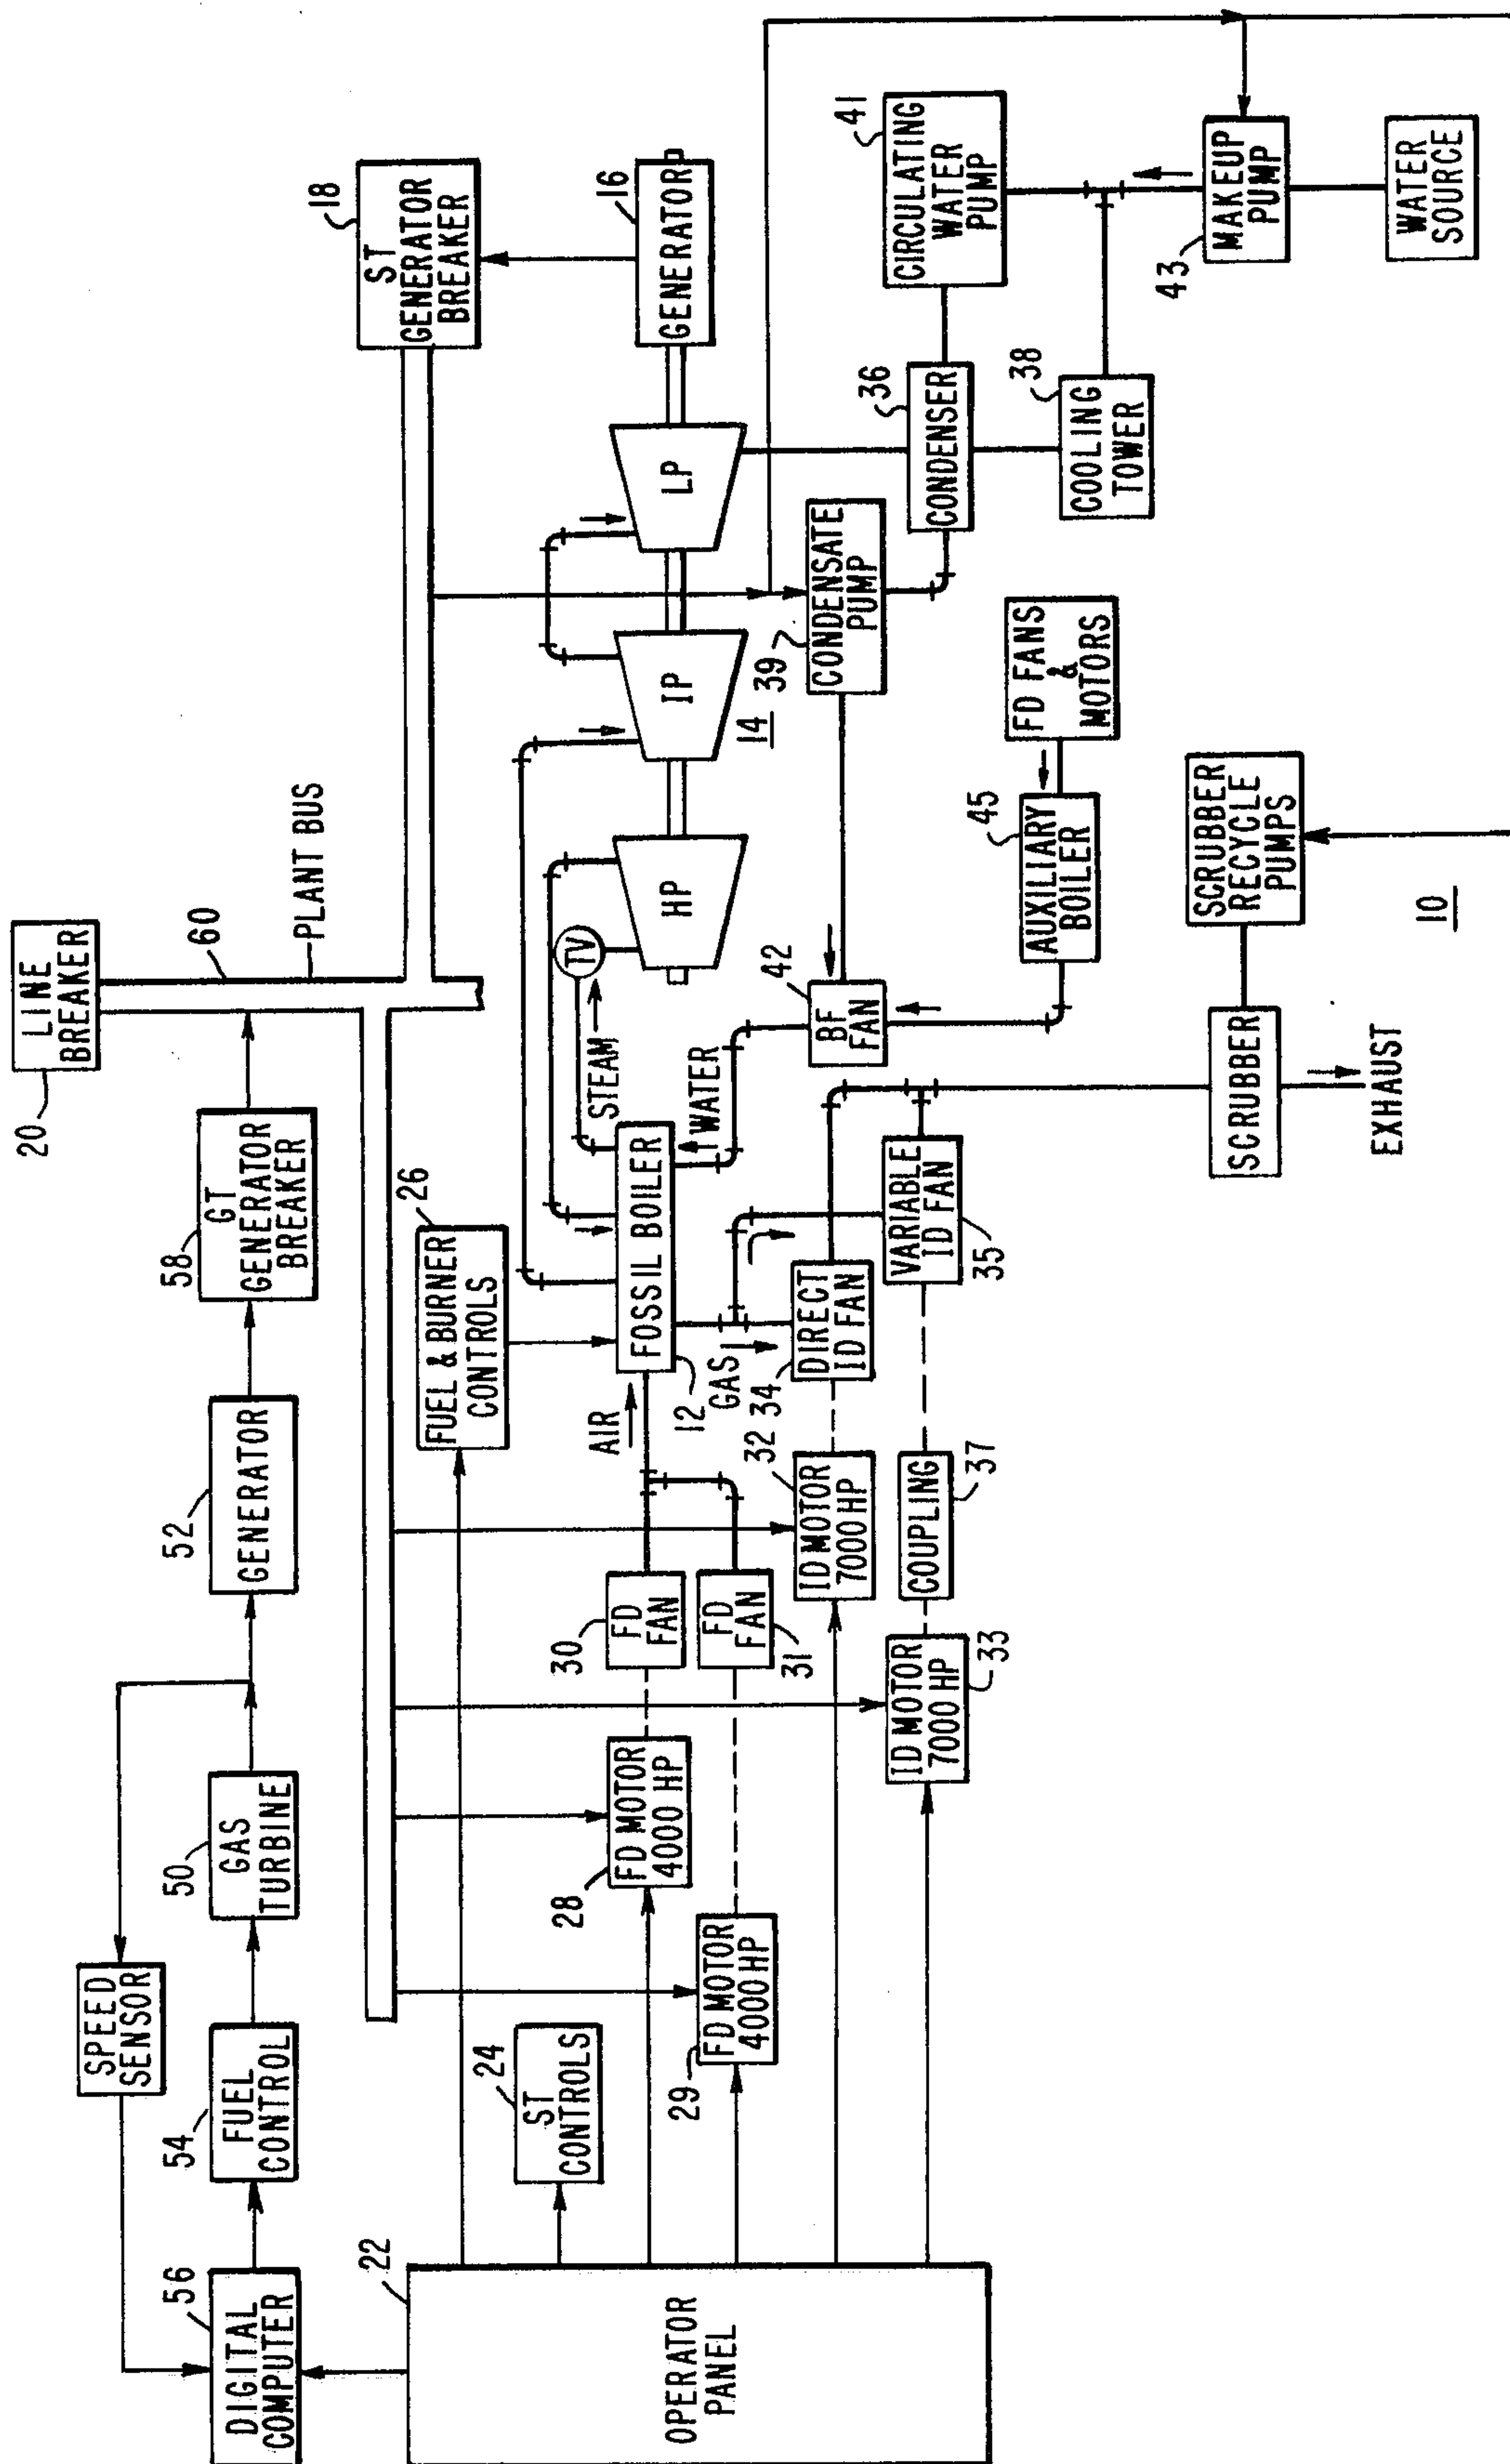 20
LINE
BREAKER
60
PLANT BUS
58
GT
GENERATOR
BREAKER
52
GENERATOR
50
GAS
TURBINE
SPEED
SENSOR
54
FUEL
CONTROL
56
DIGITAL
COMPUTER
18
ST
GENERATOR
BREAKER
16
GENERATOR
LP
IP
HP
14
TV
STEAM
WATER
26
FUEL & BURNER
CONTROLS
FOSSIL BOILER
12
AIR
GAS
22
OPERATOR
PANEL
24
ST
CONTROLS
28
FD MOTOR
4000 HP
29
FD MOTOR
4000 HP
30
FD
FAN
31
FD
FAN
32
ID MOTOR
7000 HP
33
ID MOTOR
7000 HP
34
DIRECT
ID FAN
35
VARIABLE
ID FAN
37
COUPLING
42
BF
FAN
39
CONDENSATE
PUMP
36
CONDENSER
41
CIRCULATING
WATER
PUMP
38
COOLING
TOWER
43
MAKEUP
PUMP
WATER
SOURCE
FD FANS
&
MOTORS
45
AUXILIARY
BOILER
SCRUBBER
RECYCLE
PUMPS
SCRUBBER
EXHAUST
10